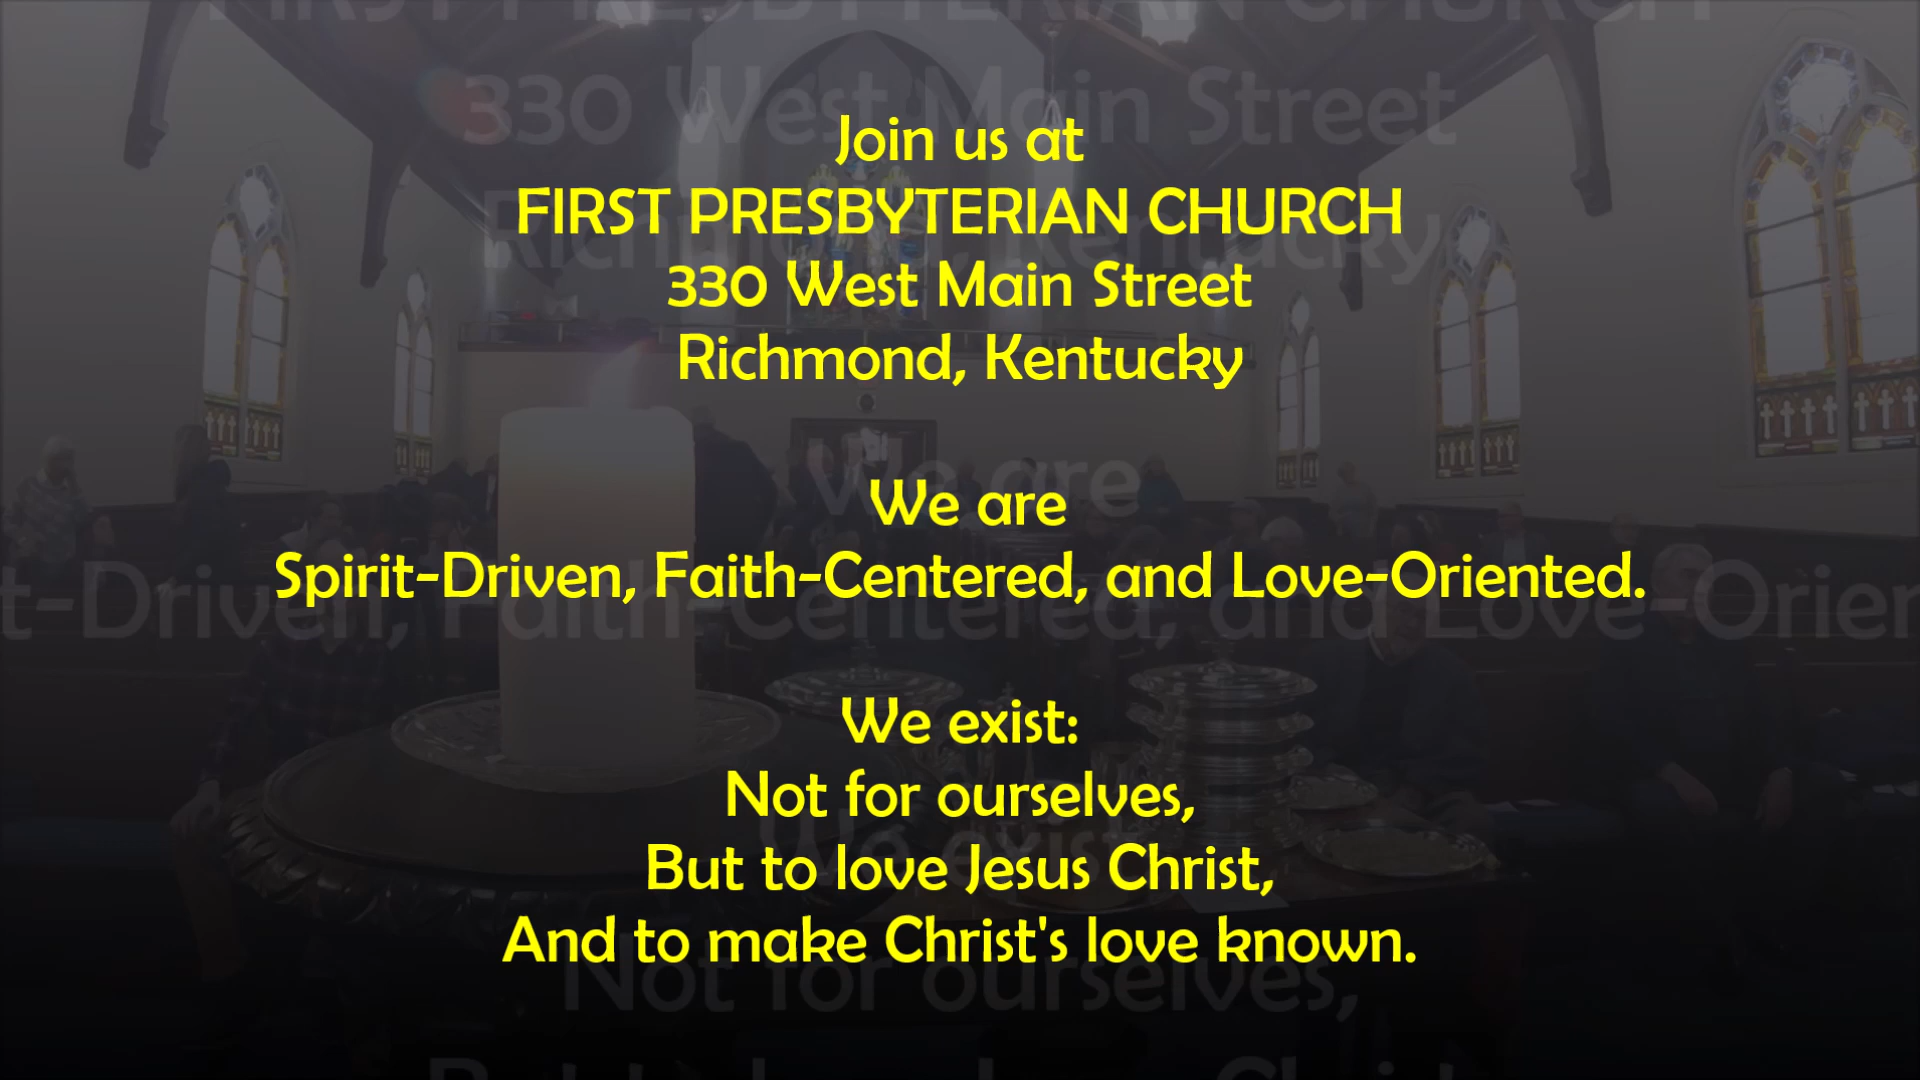 Join us at
FIRST PRESBYTERIAN CHURCH
330 West Main Street
Richmond, Kentucky
We are
Spirit-Driven, Faith-Centered, and Love-Oriented.
We exist:
Not for ourselves,
But to love Jesus Christ,
And to make Christ's love known.